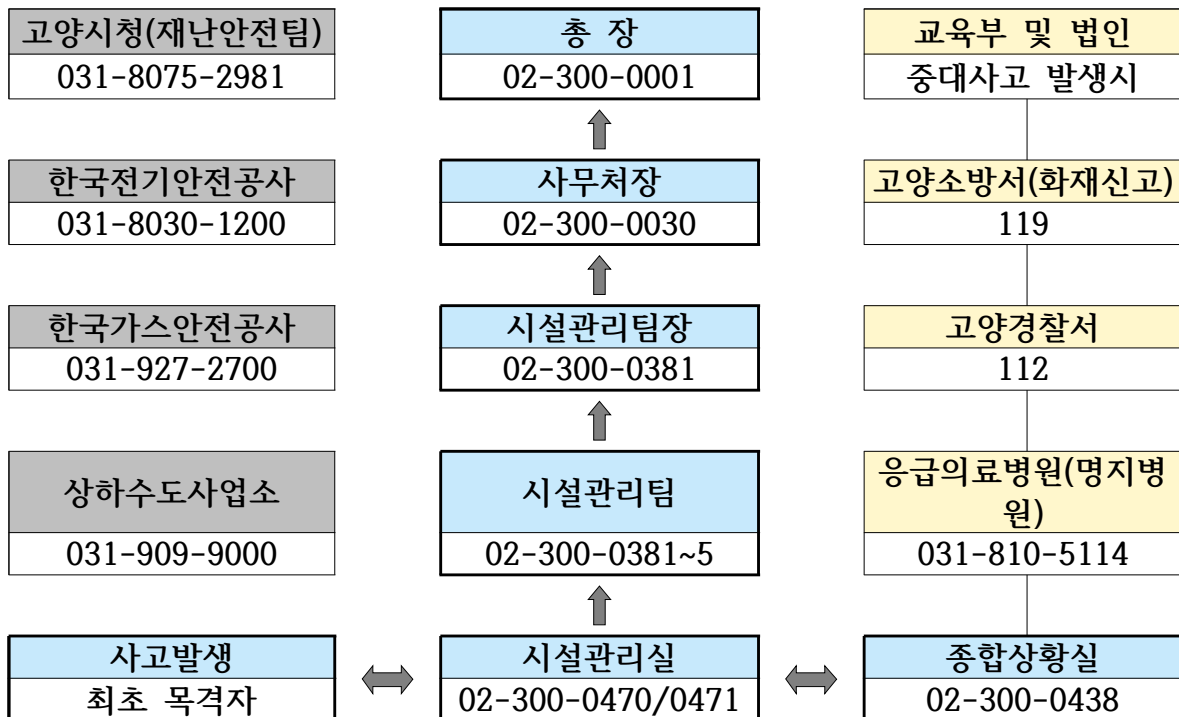 고양시청(재난안전팀)
031-8075-2981
총 장
02-300-0001
교육부 및 법인
중대사고 발생시
한국전기안전공사
031-8030-1200
사무처장
02-300-0030
고양소방서(화재신고)
119
한국가스안전공사
031-927-2700
시설관리팀장
02-300-0381
고양경찰서
112
상하수도사업소
031-909-9000
시설관리팀
02-300-0381~5
응급의료병원(명지병
원)
031-810-5114
사고발생
최초 목격자
시설관리실
02-300-0470/0471
종합상황실
02-300-0438